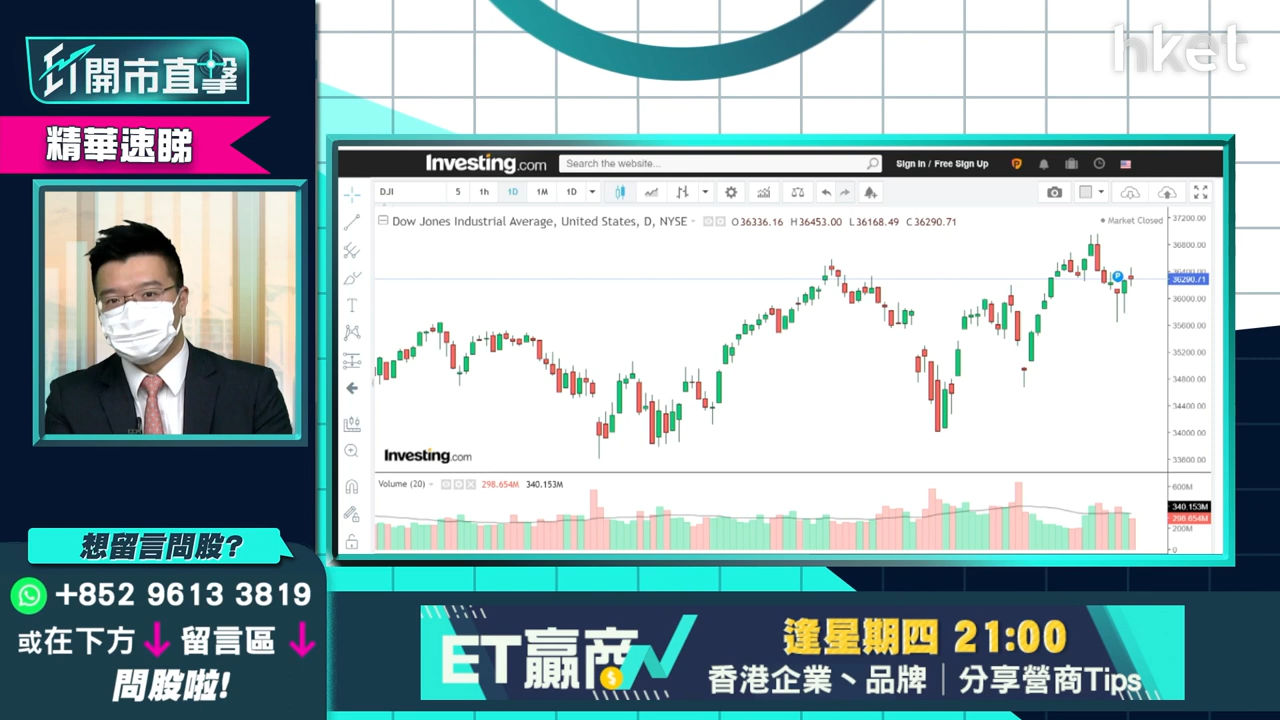 hket
ET開市直擊
精華速睇
Investing.com
Search the website...
Sign In / Free Sign Up
DJI
5
1h
1D
1M
1D
Dow Jones Industrial Average, United States, D, NYSE
O36336.16 H36453.00 L36168.49 C36290.71
Market Closed
37200.00
36800.00
36400.00
36290.71
36000.00
35600.00
35200.00
34800.00
34400.00
34000.00
33600.00
P
Investing.com
Volume (20)
298.654M
340.153M
600M
340.153M
298.654M
200M
0
想留言問股?
+852 9613 3819
或在下方 留言區
問股啦!
ET贏商
逢星期四 21:00
香港企業、品牌｜分享營商Tips